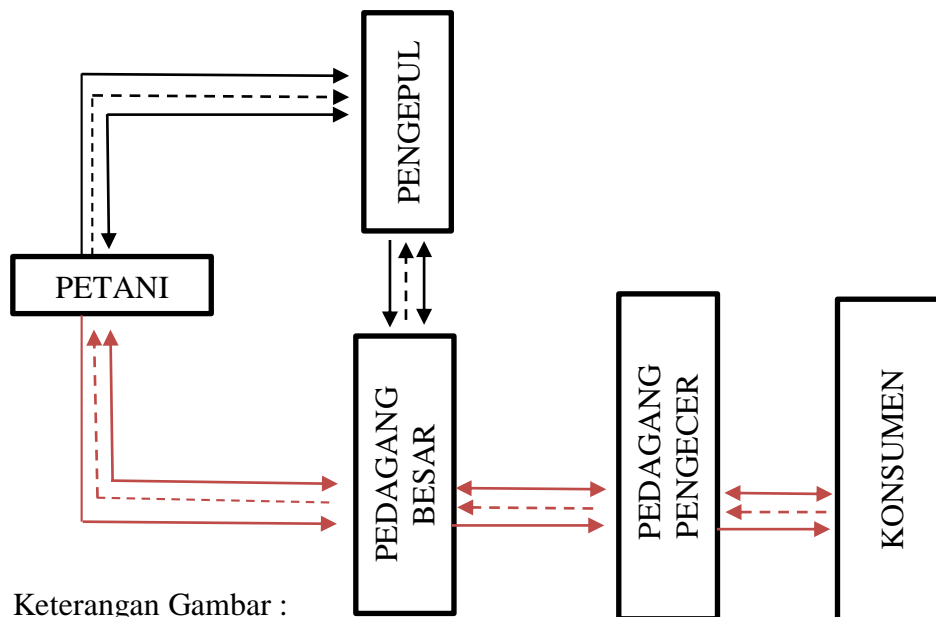 PENGEPUL
PETANI
PEDAGANG
BESAR
PEDAGANG
PENGECER
KONSUMEN
Keterangan Gambar :